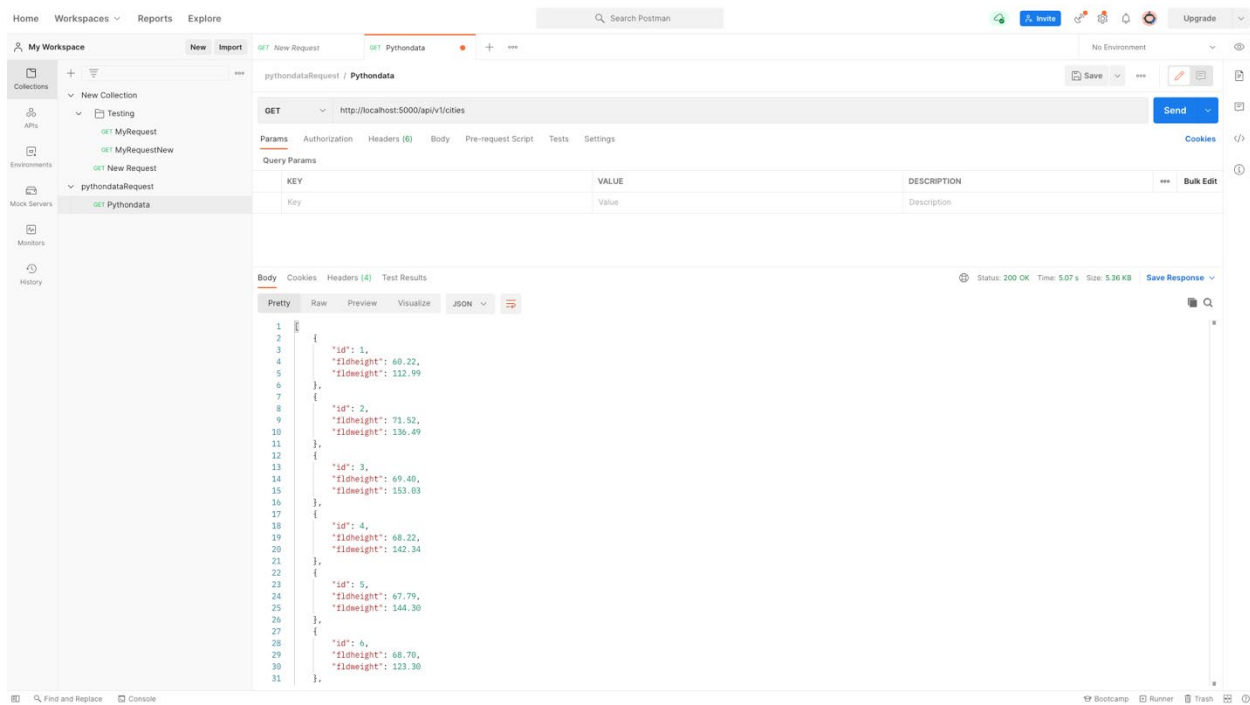 Home Workspaces Reports Explore Search Postman Invite Upgrade
My Workspace New Import GET New Request GET Pythondata No Environment
Collections
APIs
Environments
Mock Servers
Monitors
History
New Collection
Testing
GET MyRequest
GET MyRequestNew
GET New Request
pythondataRequest
GET Pythondata
pythondataRequest / Pythondata Save
GET http://localhost:5000/api/v1/cities Send
Params Authorization Headers (6) Body Pre-request Script Tests Settings Cookies
Query Params
KEY VALUE DESCRIPTION Bulk Edit
Key Value Description
Body Cookies Headers (4) Test Results Status: 200 OK Time: 5.07 s Size: 5.36 KB Save Response
Pretty Raw Preview Visualize JSON
1 [
2 {
3 "id": 1,
4 "fldheight": 60.22,
5 "fldweight": 112.99
6 },
7 {
8 "id": 2,
9 "fldheight": 71.52,
10 "fldweight": 136.49
11 },
12 {
13 "id": 3,
14 "fldheight": 69.40,
15 "fldweight": 153.03
16 },
17 {
18 "id": 4,
19 "fldheight": 68.22,
20 "fldweight": 142.34
21 },
22 {
23 "id": 5,
24 "fldheight": 67.79,
25 "fldweight": 144.30
26 },
27 {
28 "id": 6,
29 "fldheight": 68.70,
30 "fldweight": 123.30
31 },
Find and Replace Console Bootcamp Runner Trash